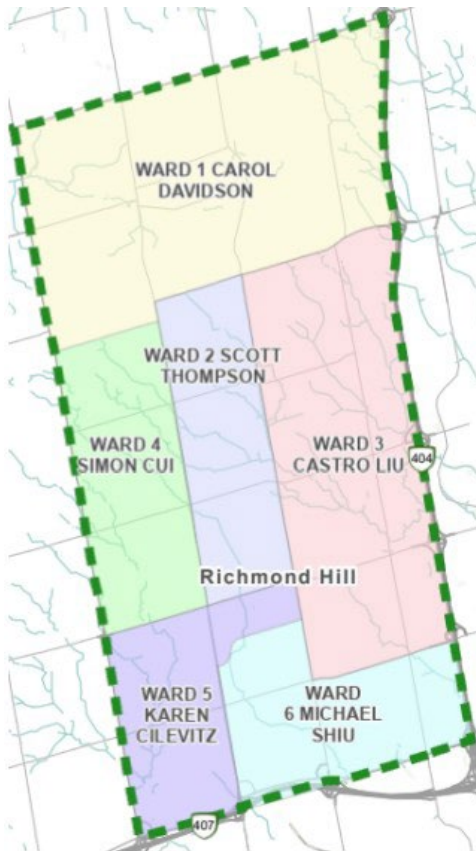 WARD 1 CAROL
DAVIDSON
WARD 2 SCOTT
THOMPSON
WARD 4
SIMON CUI
WARD 3
CASTRO LIU
404
Richmond Hill
WARD 5
KAREN
CILEVITZ
WARD
6 MICHAEL
SHIU
407